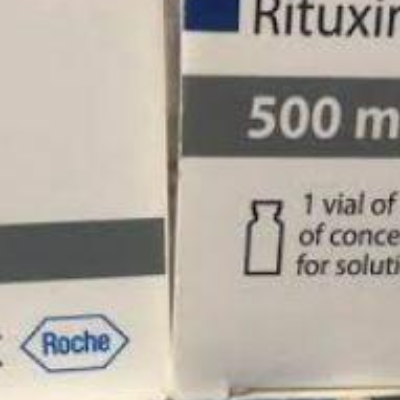 Rituxin
500 m
1 vial of
of conce
for soluti
Roche